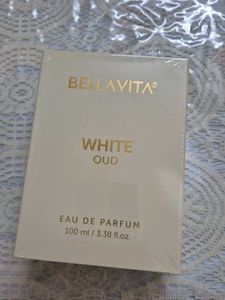 BELLAVITA®
WHITE
OUD
EAU DE PARFUM
100 ml / 3.38 fl.oz.